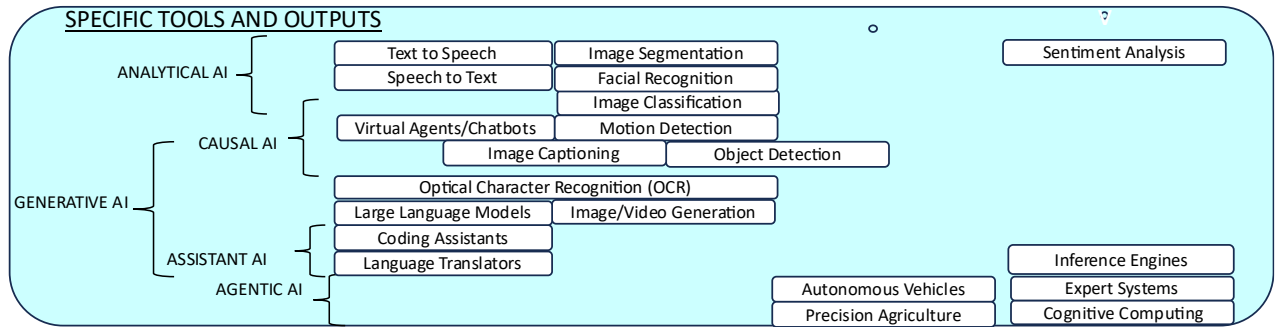 SPECIFIC TOOLS AND OUTPUTS
ANALYTICAL AI
Text to Speech
Image Segmentation
Sentiment Analysis
Speech to Text
Facial Recognition
Image Classification
CAUSAL AI
Virtual Agents/Chatbots
Motion Detection
Image Captioning
Object Detection
GENERATIVE AI
Optical Character Recognition (OCR)
Large Language Models
Image/Video Generation
ASSISTANT AI
Coding Assistants
Language Translators
Inference Engines
AGENTIC AI
Autonomous Vehicles
Expert Systems
Precision Agriculture
Cognitive Computing